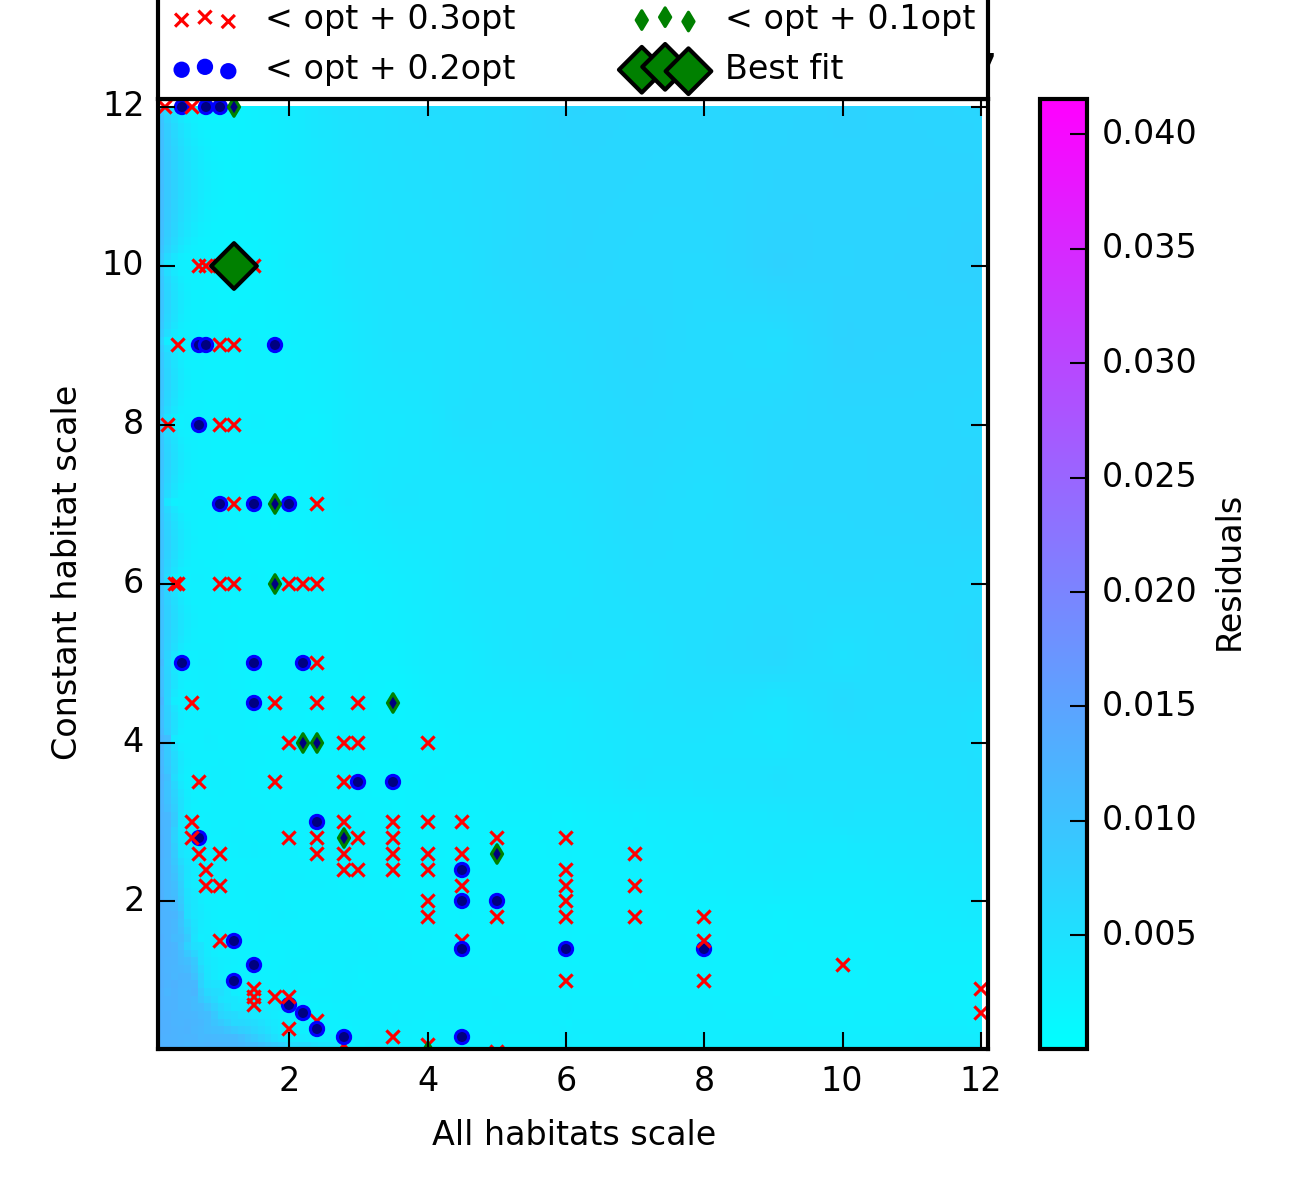 < opt + 0.3opt
< opt + 0.1opt
< opt + 0.2opt
Best fit
12
10
8
6
4
2
Constant habitat scale
2
4
6
8
10
12
All habitats scale
0.040
0.035
0.030
0.025
0.020
0.015
0.010
0.005
Residuals